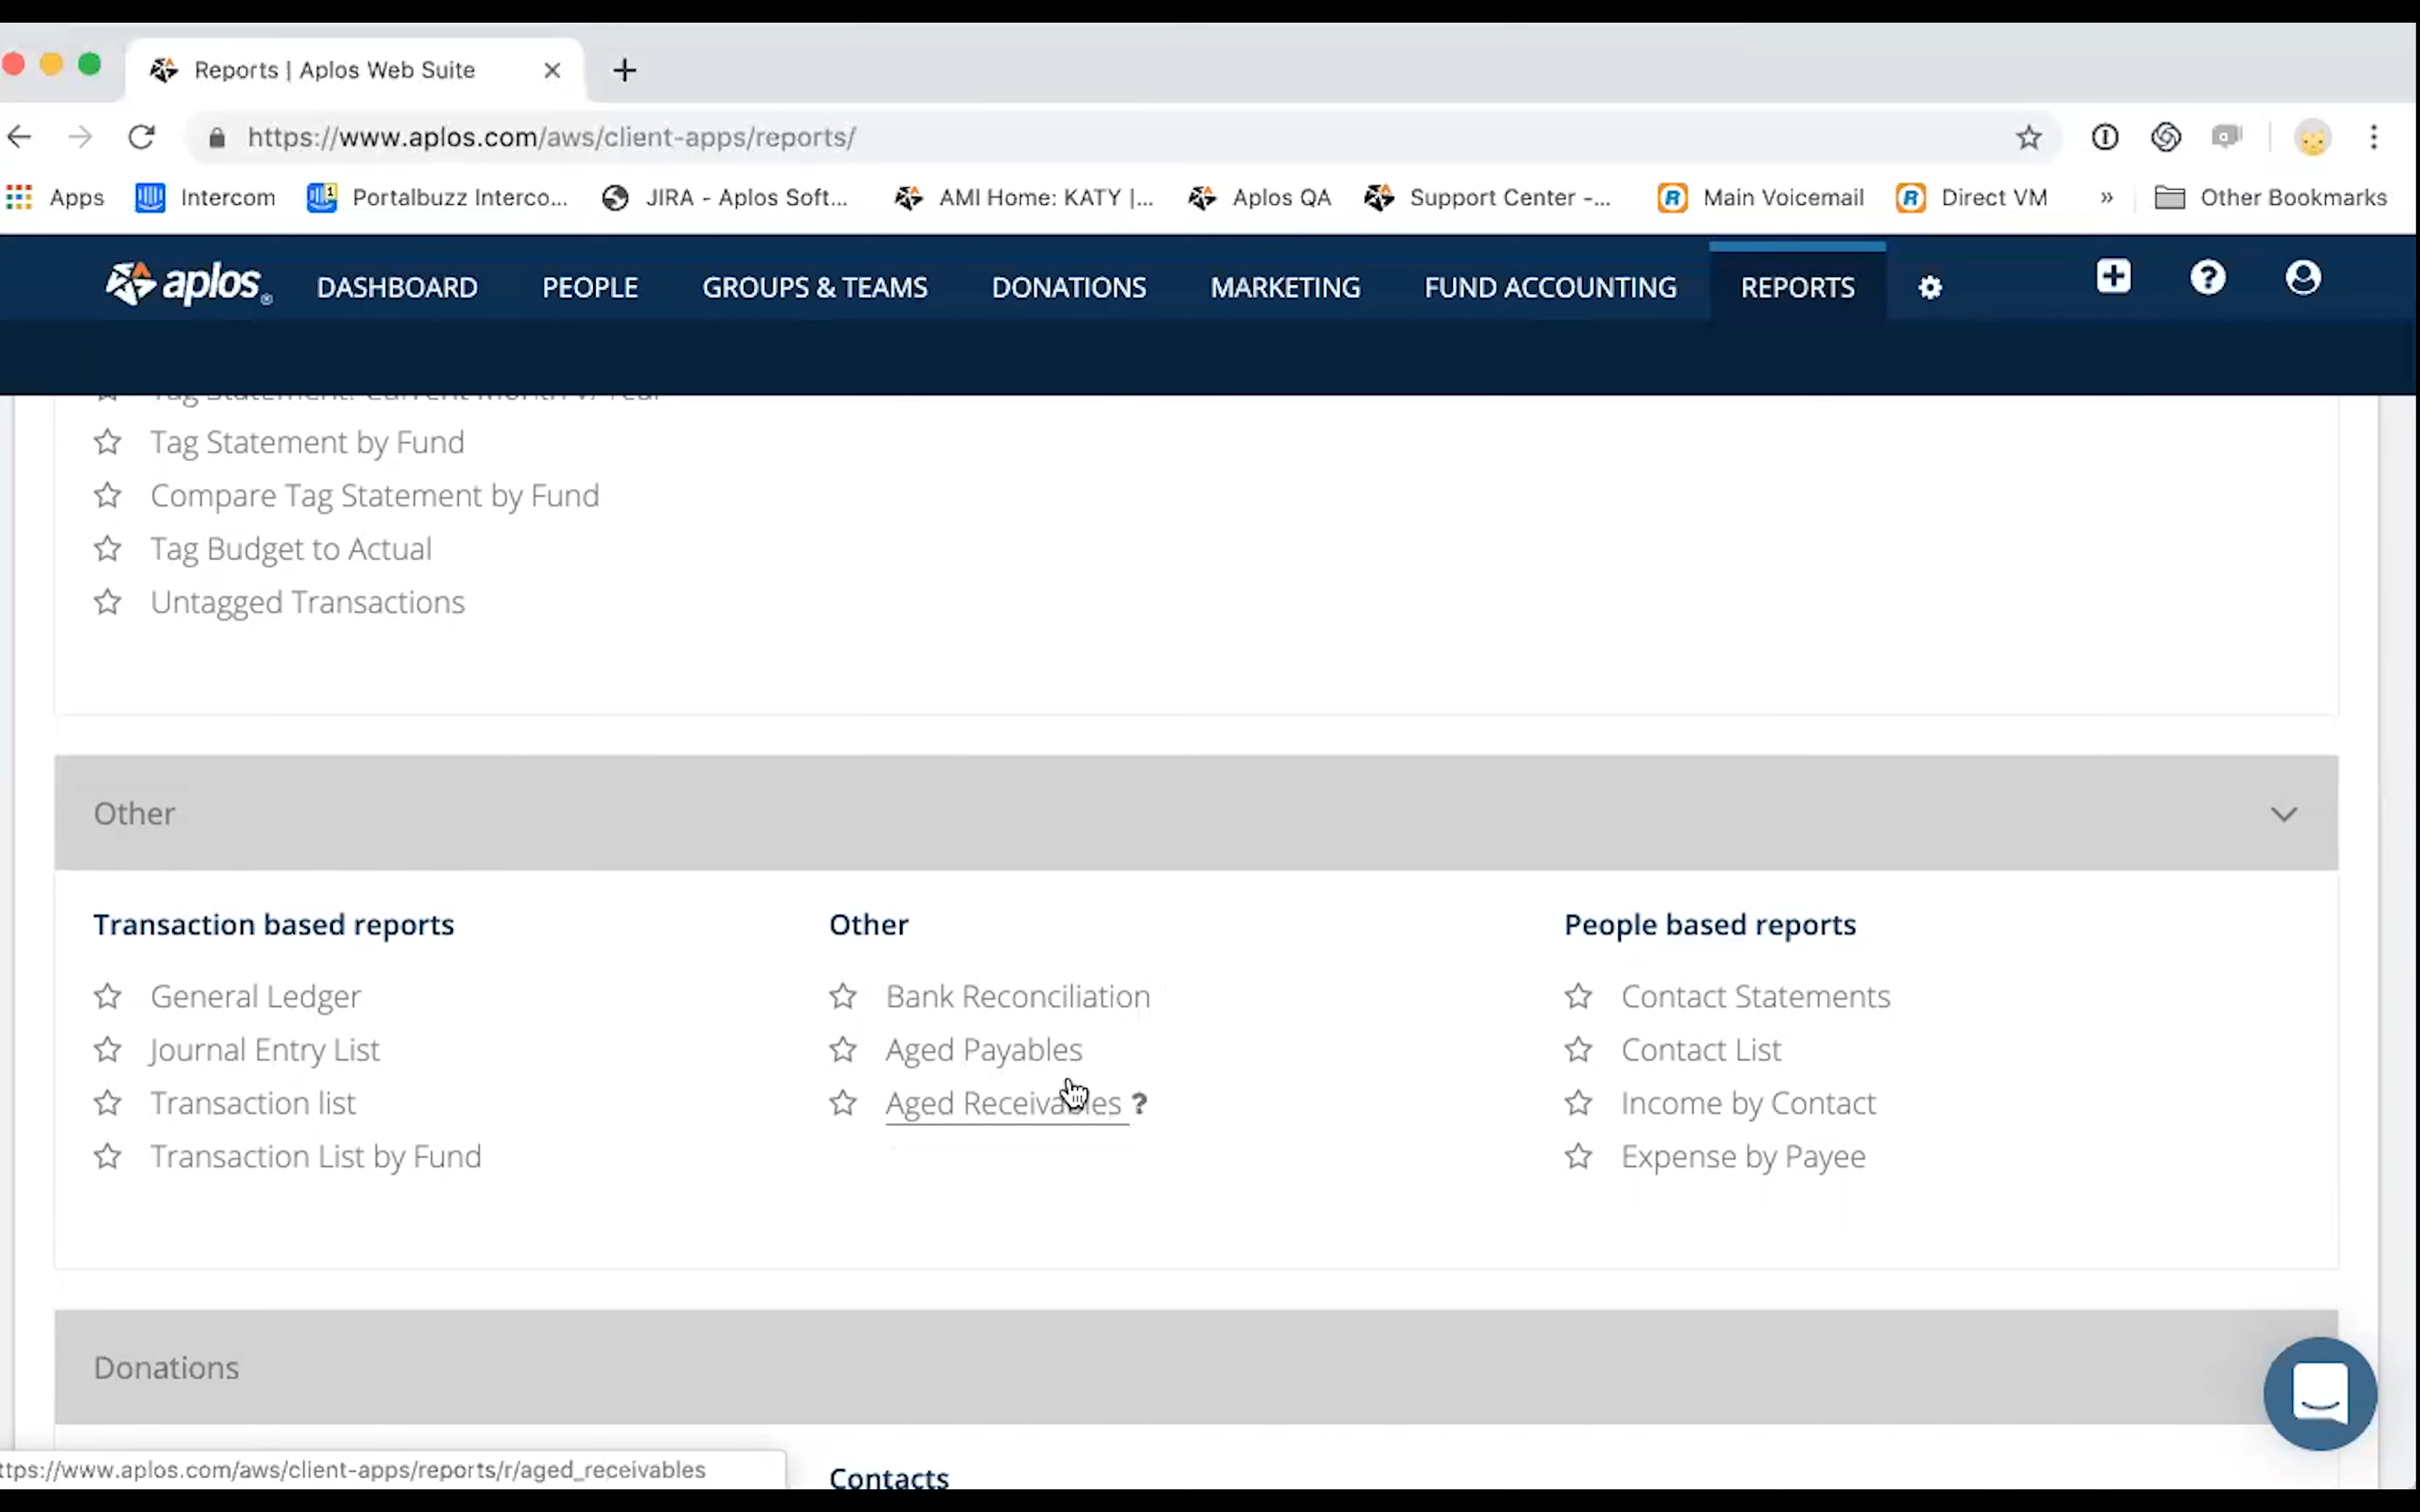 Reports | Aplos Web Suite
https://www.aplos.com/aws/client-apps/reports/
Apps Intercom Portalbuzz Interco... JIRA - Aplos Soft... AMI Home: KATY |... Aplos QA Support Center -... Main Voicemail Direct VM » Other Bookmarks
aplos DASHBOARD PEOPLE GROUPS & TEAMS DONATIONS MARKETING FUND ACCOUNTING REPORTS
Tag Statement by Fund
Compare Tag Statement by Fund
Tag Budget to Actual
Untagged Transactions
Other
Transaction based reports
General Ledger
Journal Entry List
Transaction list
Transaction List by Fund
Other
Bank Reconciliation
Aged Payables
Aged Receivables ?
People based reports
Contact Statements
Contact List
Income by Contact
Expense by Payee
Donations
Contacts
ttps://www.aplos.com/aws/client-apps/reports/r/aged_receivables